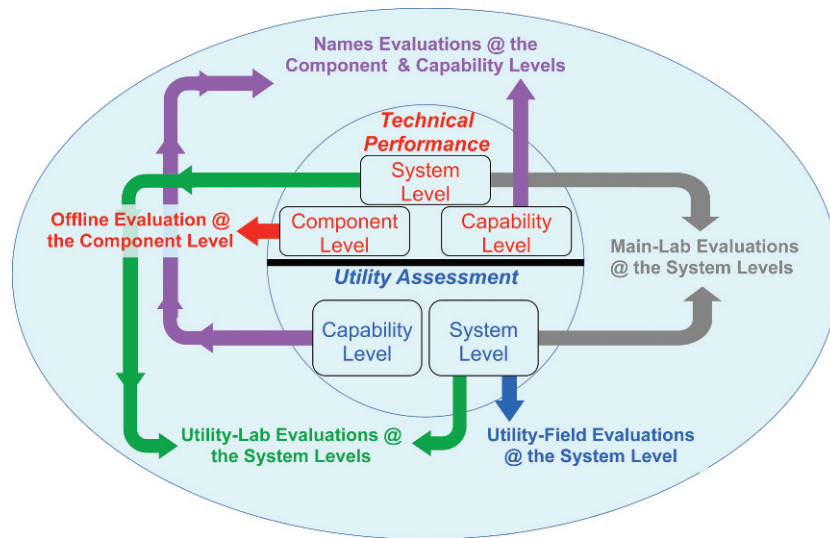 Names Evaluations @ the
Component & Capability Levels
Technical
Performance
System
Level
Offline Evaluation @
the Component Level
Component
Level
Capability
Level
Main-Lab Evaluations
@ the System Levels
Utility Assessment
Capability
Level
System
Level
Utility-Lab Evaluations @
the System Levels
Utility-Field Evaluations
@ the System Level